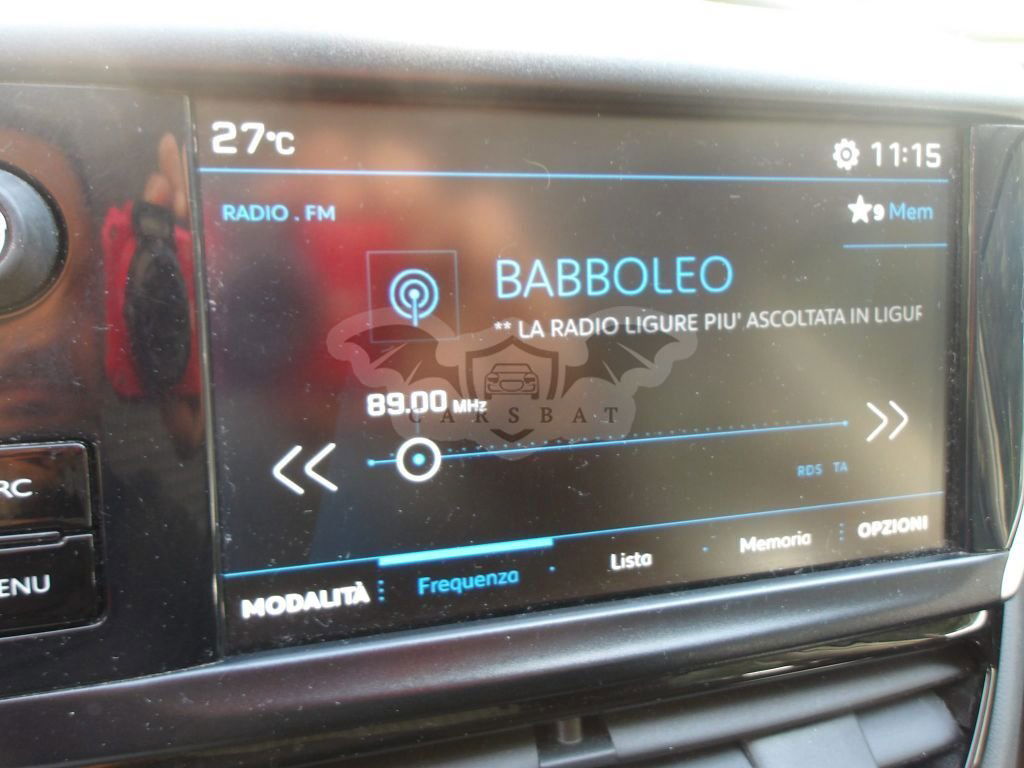 27°C
11:15
RADIO . FM
9 Mem
BABBOLEO
** LA RADIO LIGURE PIU' ASCOLTATA IN LIGUR
89.00 MHz
CARSBAT
RDS TA
MODALITÀ
Frequenza
Lista
Memoria
OPZIONI
RC
ENU